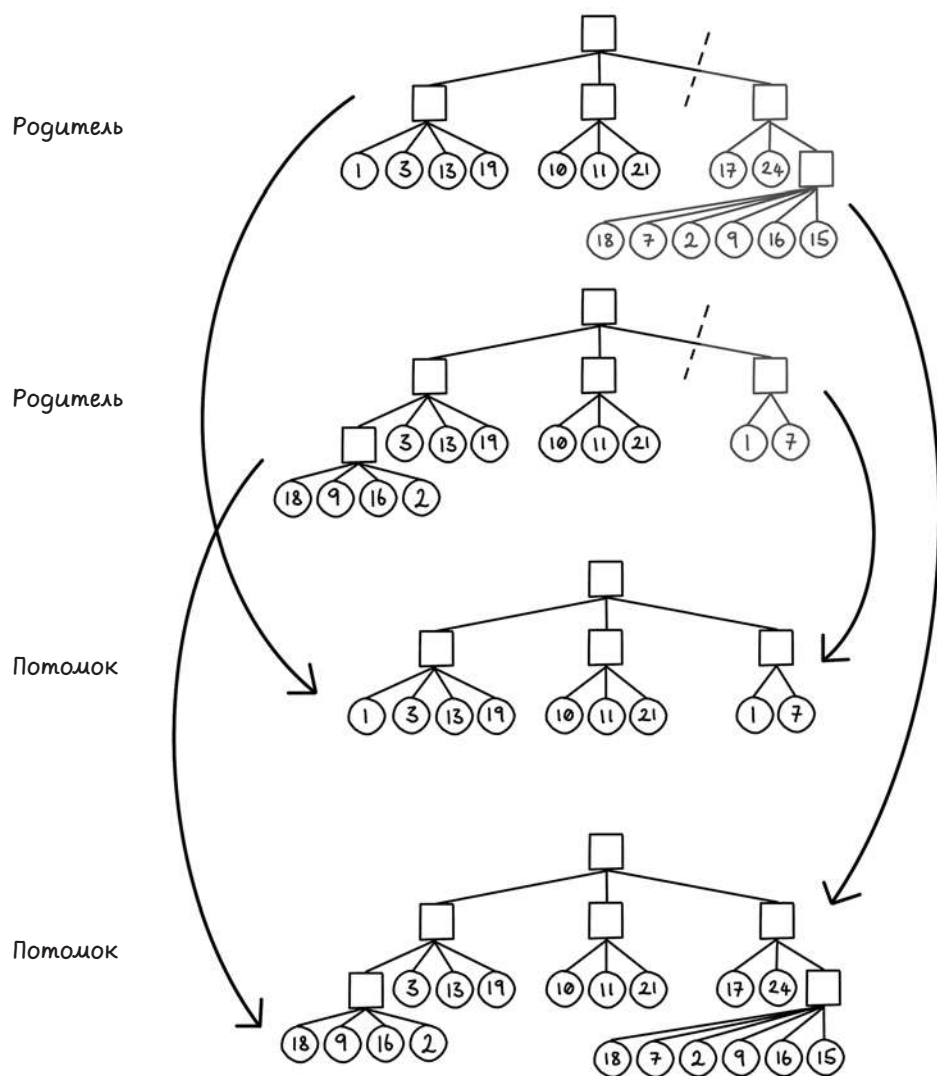 Родитель
1 3 13 19 10 11 21 17 24
18 7 2 9 16 15
Родитель
3 13 19 10 11 21 1 7
18 9 16 2
Потомок
1 3 13 19 10 11 21 1 7
Потомок
3 13 19 10 11 21 17 24
18 9 16 2 18 7 2 9 16 15